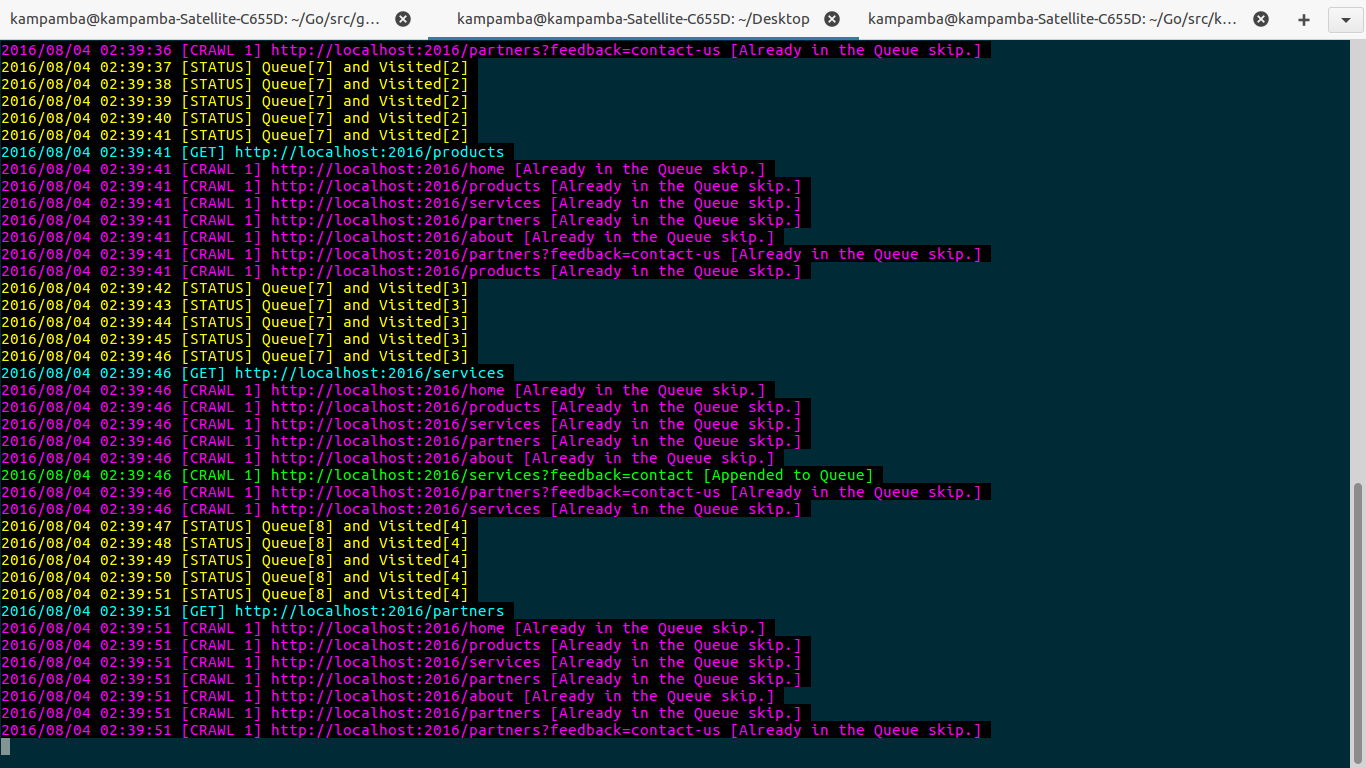 kampamba@kampamba-Satellite-C655D: ~/Go/src/g...
kampamba@kampamba-Satellite-C655D: ~/Desktop
kampamba@kampamba-Satellite-C655D: ~/Go/src/k...
2016/08/04 02:39:36 [CRAWL 1] http://localhost:2016/partners?feedback=contact-us [Already in the Queue skip.]
2016/08/04 02:39:37 [STATUS] Queue[7] and Visited[2]
2016/08/04 02:39:38 [STATUS] Queue[7] and Visited[2]
2016/08/04 02:39:39 [STATUS] Queue[7] and Visited[2]
2016/08/04 02:39:40 [STATUS] Queue[7] and Visited[2]
2016/08/04 02:39:41 [STATUS] Queue[7] and Visited[2]
2016/08/04 02:39:41 [GET] http://localhost:2016/products
2016/08/04 02:39:41 [CRAWL 1] http://localhost:2016/home [Already in the Queue skip.]
2016/08/04 02:39:41 [CRAWL 1] http://localhost:2016/products [Already in the Queue skip.]
2016/08/04 02:39:41 [CRAWL 1] http://localhost:2016/services [Already in the Queue skip.]
2016/08/04 02:39:41 [CRAWL 1] http://localhost:2016/partners [Already in the Queue skip.]
2016/08/04 02:39:41 [CRAWL 1] http://localhost:2016/about [Already in the Queue skip.]
2016/08/04 02:39:41 [CRAWL 1] http://localhost:2016/partners?feedback=contact-us [Already in the Queue skip.]
2016/08/04 02:39:41 [CRAWL 1] http://localhost:2016/products [Already in the Queue skip.]
2016/08/04 02:39:42 [STATUS] Queue[7] and Visited[3]
2016/08/04 02:39:43 [STATUS] Queue[7] and Visited[3]
2016/08/04 02:39:44 [STATUS] Queue[7] and Visited[3]
2016/08/04 02:39:45 [STATUS] Queue[7] and Visited[3]
2016/08/04 02:39:46 [STATUS] Queue[7] and Visited[3]
2016/08/04 02:39:46 [GET] http://localhost:2016/services
2016/08/04 02:39:46 [CRAWL 1] http://localhost:2016/home [Already in the Queue skip.]
2016/08/04 02:39:46 [CRAWL 1] http://localhost:2016/products [Already in the Queue skip.]
2016/08/04 02:39:46 [CRAWL 1] http://localhost:2016/services [Already in the Queue skip.]
2016/08/04 02:39:46 [CRAWL 1] http://localhost:2016/partners [Already in the Queue skip.]
2016/08/04 02:39:46 [CRAWL 1] http://localhost:2016/about [Already in the Queue skip.]
2016/08/04 02:39:46 [CRAWL 1] http://localhost:2016/services?feedback=contact [Appended to Queue]
2016/08/04 02:39:46 [CRAWL 1] http://localhost:2016/partners?feedback=contact-us [Already in the Queue skip.]
2016/08/04 02:39:46 [CRAWL 1] http://localhost:2016/services [Already in the Queue skip.]
2016/08/04 02:39:47 [STATUS] Queue[8] and Visited[4]
2016/08/04 02:39:48 [STATUS] Queue[8] and Visited[4]
2016/08/04 02:39:49 [STATUS] Queue[8] and Visited[4]
2016/08/04 02:39:50 [STATUS] Queue[8] and Visited[4]
2016/08/04 02:39:51 [STATUS] Queue[8] and Visited[4]
2016/08/04 02:39:51 [GET] http://localhost:2016/partners
2016/08/04 02:39:51 [CRAWL 1] http://localhost:2016/home [Already in the Queue skip.]
2016/08/04 02:39:51 [CRAWL 1] http://localhost:2016/products [Already in the Queue skip.]
2016/08/04 02:39:51 [CRAWL 1] http://localhost:2016/services [Already in the Queue skip.]
2016/08/04 02:39:51 [CRAWL 1] http://localhost:2016/partners [Already in the Queue skip.]
2016/08/04 02:39:51 [CRAWL 1] http://localhost:2016/about [Already in the Queue skip.]
2016/08/04 02:39:51 [CRAWL 1] http://localhost:2016/partners [Already in the Queue skip.]
2016/08/04 02:39:51 [CRAWL 1] http://localhost:2016/partners?feedback=contact-us [Already in the Queue skip.]